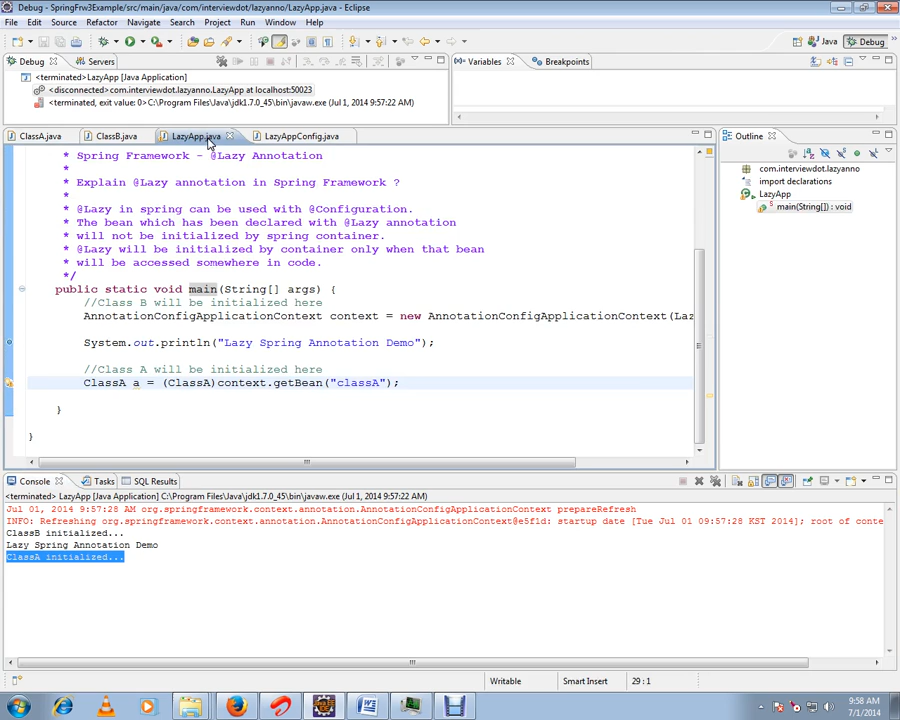 Debug - SpringFrw3Example/src/main/java/com/interviewdot/lazyanno/LazyApp.java - Eclipse
File Edit Source Refactor Navigate Search Project Run Window Help
Java Debug
Debug Servers
<terminated> LazyApp [Java Application]
<disconnected> com.interviewdot.lazyanno.LazyApp at localhost:50023
<terminated, exit value: 0> C:\Program Files\Java\jdk1.7.0_45\bin\javaw.exe (Jul 1, 2014 9:57:22 AM)
Variables Breakpoints
ClassA.java ClassB.java LazyApp.java LazyAppConfig.java
* Spring Framework - @Lazy Annotation
*
* Explain @Lazy annotation in Spring Framework ?
*
* @Lazy in spring can be used with @Configuration.
* The bean which has been declared with @Lazy annotation
* will not be initialized by spring container.
* @Lazy will be initialized by container only when that bean
* will be accessed somewhere in code.
*/
public static void main(String[] args) {
//Class B will be initialized here
AnnotationConfigApplicationContext context = new AnnotationConfigApplicationContext(Laz
System.out.println("Lazy Spring Annotation Demo");
//Class A will be initialized here
ClassA a = (ClassA)context.getBean("classA");
}
}
Outline
com.interviewdot.lazyanno
import declarations
LazyApp
main(String[]) : void
Console Tasks SQL Results
<terminated> LazyApp [Java Application] C:\Program Files\Java\jdk1.7.0_45\bin\javaw.exe (Jul 1, 2014 9:57:22 AM)
Jul 01, 2014 9:57:28 AM org.springframework.context.annotation.AnnotationConfigApplicationContext prepareRefresh
INFO: Refreshing org.springframework.context.annotation.AnnotationConfigApplicationContext@e5f1d: startup date [Tue Jul 01 09:57:28 KST 2014]; root of conte
ClassB initialized...
Lazy Spring Annotation Demo
ClassA initialized...
Writable Smart Insert 29 : 1
9:58 AM
7/1/2014